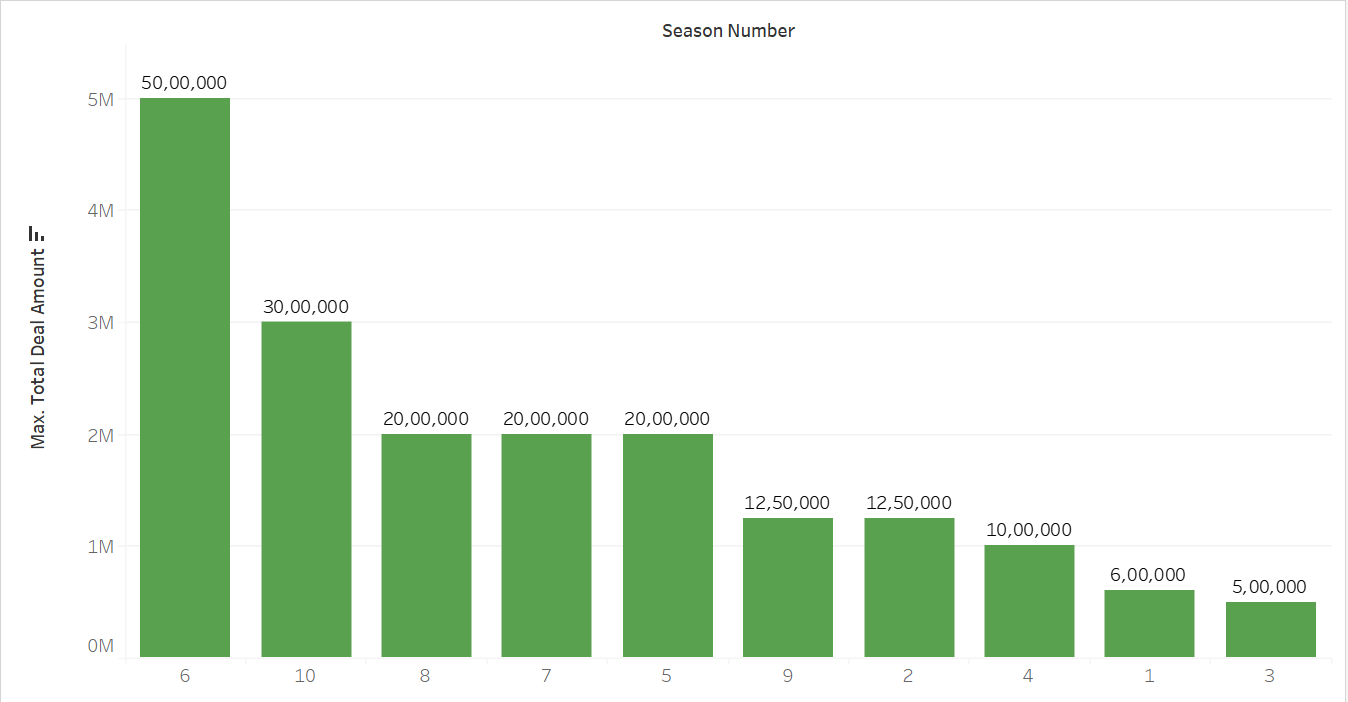 Season Number
50,00,000
5M
4M
30,00,000
3M
20,00,000 20,00,000 20,00,000
2M
12,50,000 12,50,000
10,00,000
1M
6,00,000
5,00,000
0M
Max. Total Deal Amount
6 10 8 7 5 9 2 4 1 3